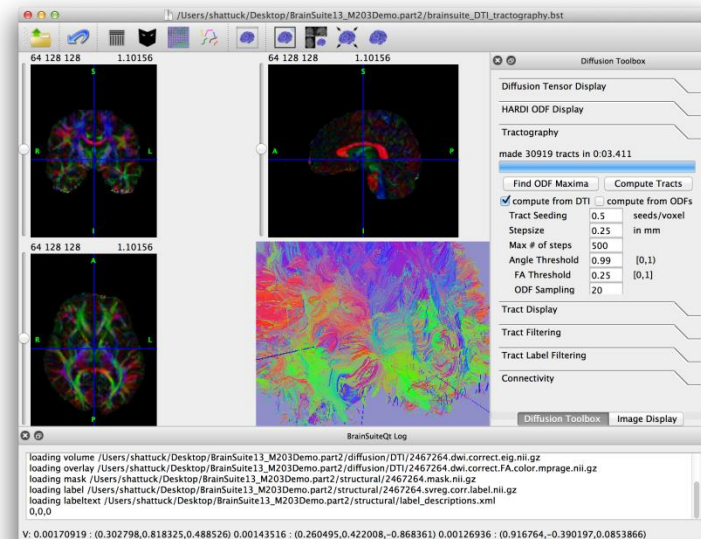 /Users/shattuck/Desktop/BrainSuite13_M203Demo.part2/brainsuite_DTI_tractography.bst
64 128 128 1.10156
S
R L
I
64 128 128 1.10156
S
A P
I
64 128 128 1.10156
A
R L
P
Diffusion Toolbox
Diffusion Tensor Display
HARDI ODF Display
Tractography
made 30919 tracts in 0:03.411
Find ODF Maxima Compute Tracts
compute from DTI compute from ODFs
Tract Seeding 0.5 seeds/voxel
Stepsize 0.25 in mm
Max # of steps 500
Angle Threshold 0.99 [0,1)
FA Threshold 0.25 [0,1]
ODF Sampling 20
Tract Display
Tract Filtering
Tract Label Filtering
Connectivity
Diffusion Toolbox Image Display
BrainSuiteQt Log
loading volume /Users/shattuck/Desktop/BrainSuite13_M203Demo.part2/diffusion/DTI/2467264.dwi.correct.eig.nii.gz
loading overlay /Users/shattuck/Desktop/BrainSuite13_M203Demo.part2/diffusion/DTI/2467264.dwi.correct.FA.color.mprage.nii.gz
loading mask /Users/shattuck/Desktop/BrainSuite13_M203Demo.part2/structural/2467264.mask.nii.gz
loading label /Users/shattuck/Desktop/BrainSuite13_M203Demo.part2/structural/2467264.svreg.corr.label.nii.gz
loading labeltext /Users/shattuck/Desktop/BrainSuite13_M203Demo.part2/structural/label_descriptions.xml
0,0,0
V: 0.00170919 : (0.302798,0.818325,0.488526) 0.00143516 : (0.260495,0.422008,-0.868361) 0.00126936 : (0.916764,-0.390197,0.0853866)